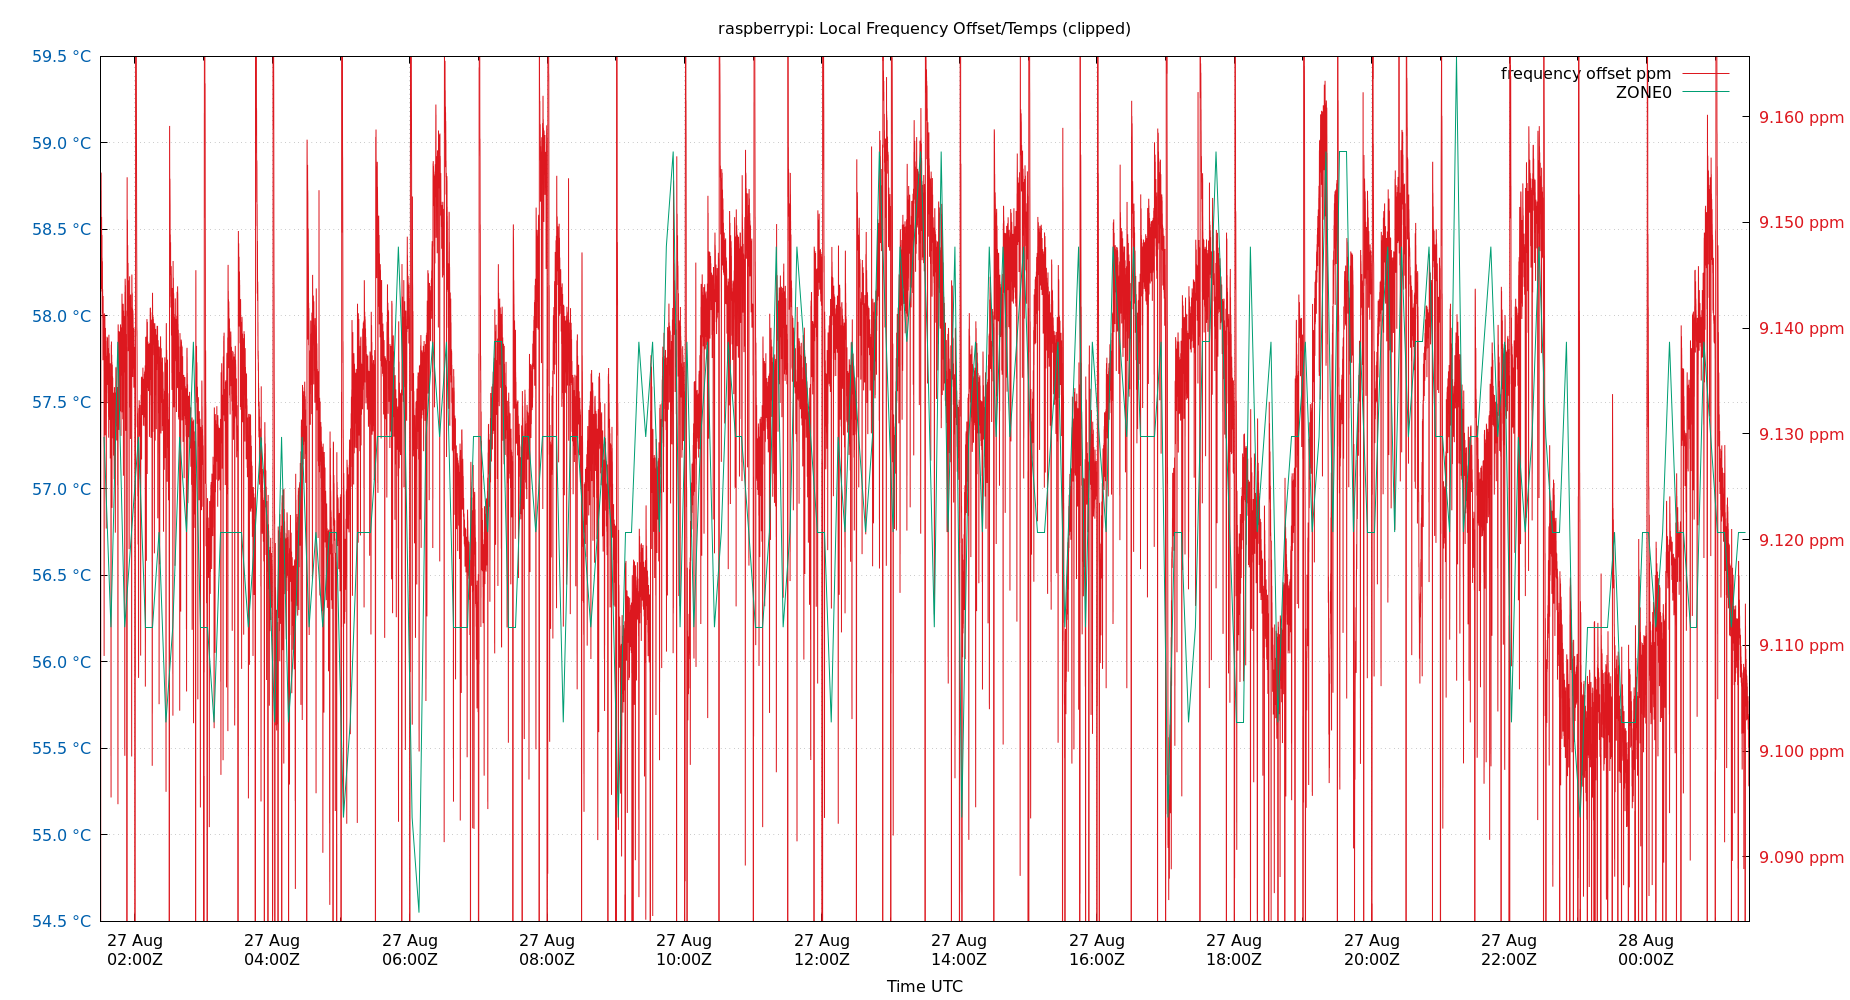 raspberrypi: Local Frequency Offset/Temps (clipped)
59.5 °C
59.0 °C
58.5 °C
58.0 °C
57.5 °C
57.0 °C
56.5 °C
56.0 °C
55.5 °C
55.0 °C
54.5 °C
frequency offset ppm
ZONE0
9.160 ppm
9.150 ppm
9.140 ppm
9.130 ppm
9.120 ppm
9.110 ppm
9.100 ppm
9.090 ppm
27 Aug 27 Aug 27 Aug 27 Aug 27 Aug 27 Aug 27 Aug 27 Aug 27 Aug 27 Aug 27 Aug 28 Aug
02:00Z 04:00Z 06:00Z 08:00Z 10:00Z 12:00Z 14:00Z 16:00Z 18:00Z 20:00Z 22:00Z 00:00Z
Time UTC